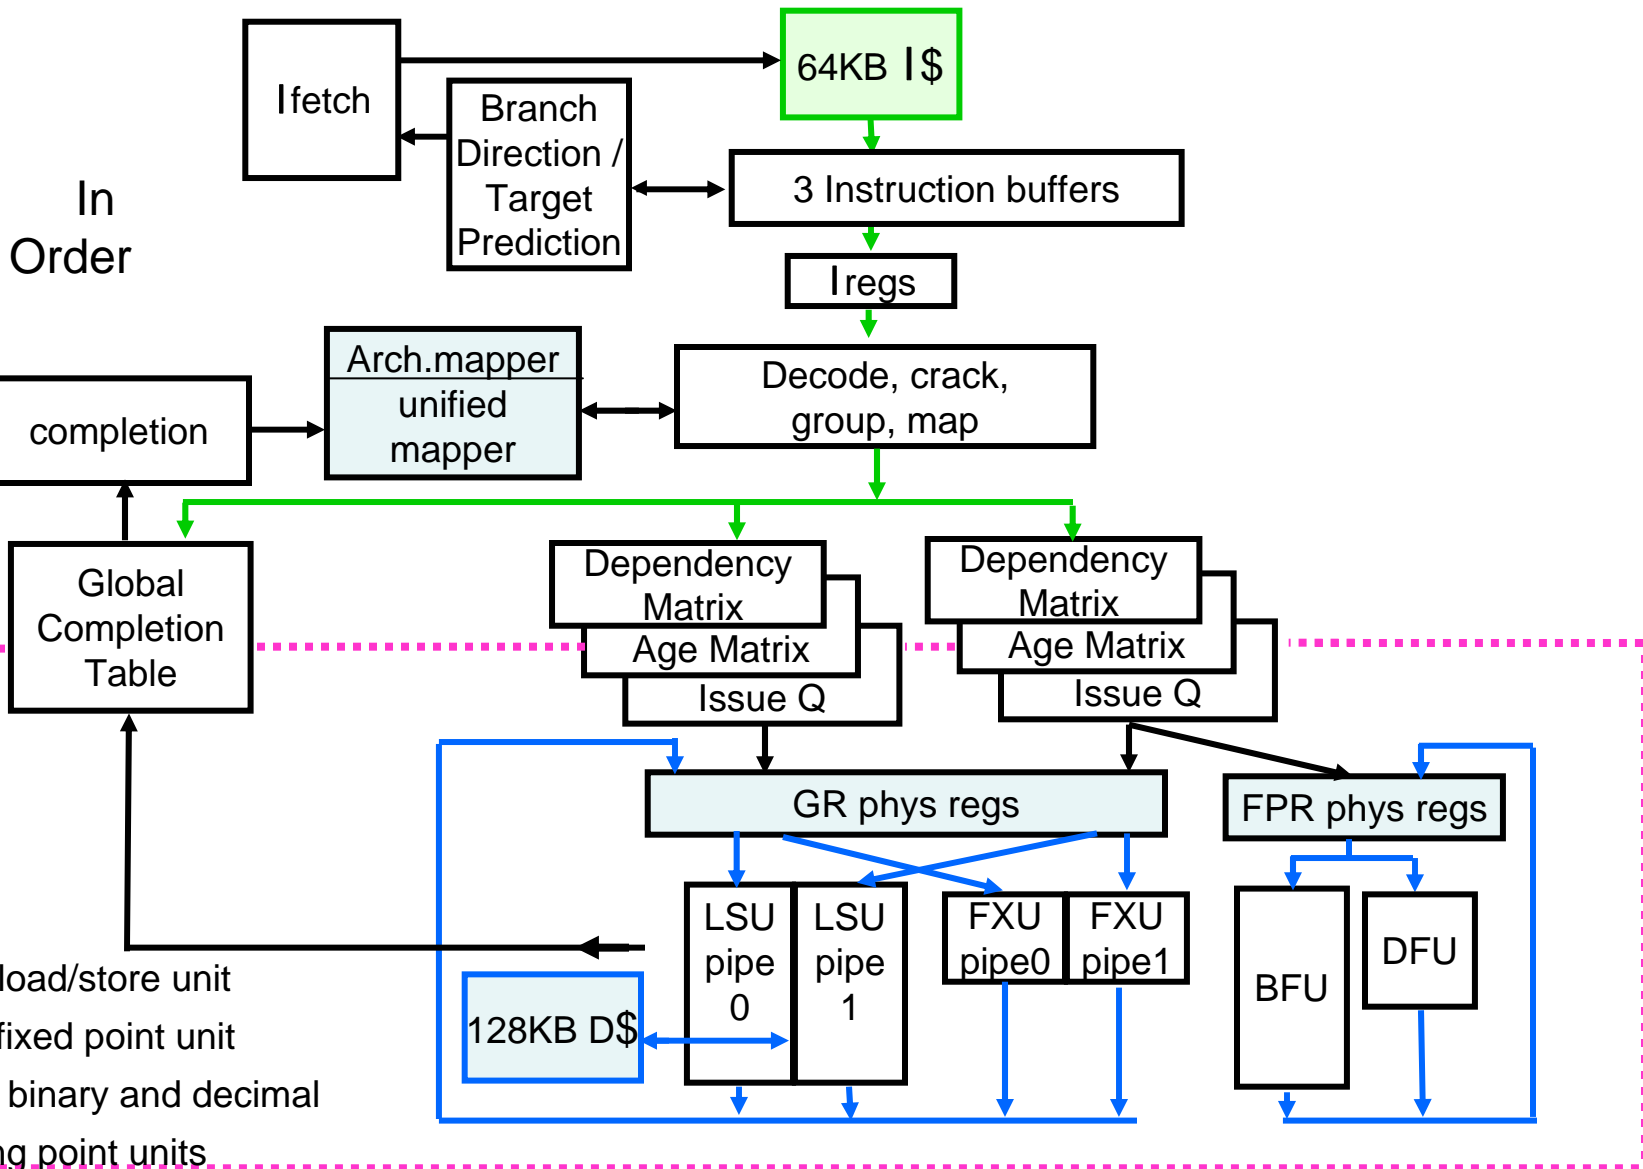 64KB I$
Ifetch
Branch
Direction /
Target
Prediction
3 Instruction buffers
In
Order
Iregs
Arch.mapper
unified
mapper
Decode, crack,
group, map
completion
Global
Completion
Table
Dependency
Matrix
Age Matrix
Issue Q
Dependency
Matrix
Age Matrix
Issue Q
GR phys regs
FPR phys regs
LSU
pipe
0
LSU
pipe
1
FXU
pipe0
FXU
pipe1
BFU
DFU
128KB D$
load/store unit
fixed point unit
binary and decimal
ng point units